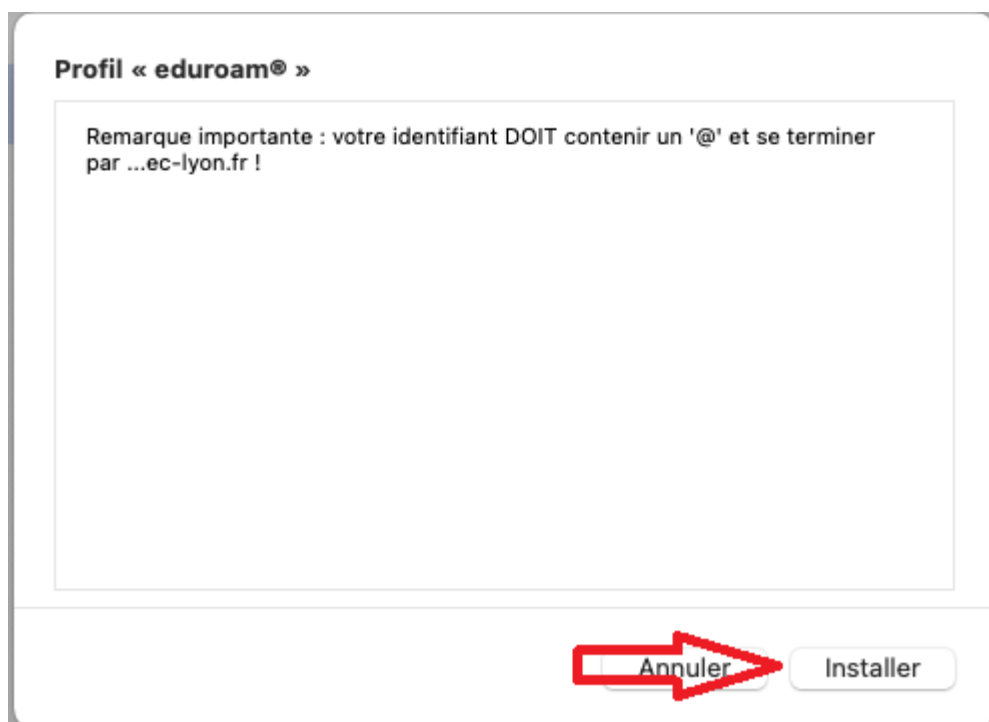 Profil « eduroam® »
Remarque importante : votre identifiant DOIT contenir un '@' et se terminer
par ...ec-lyon.fr !
Annuler
Installer